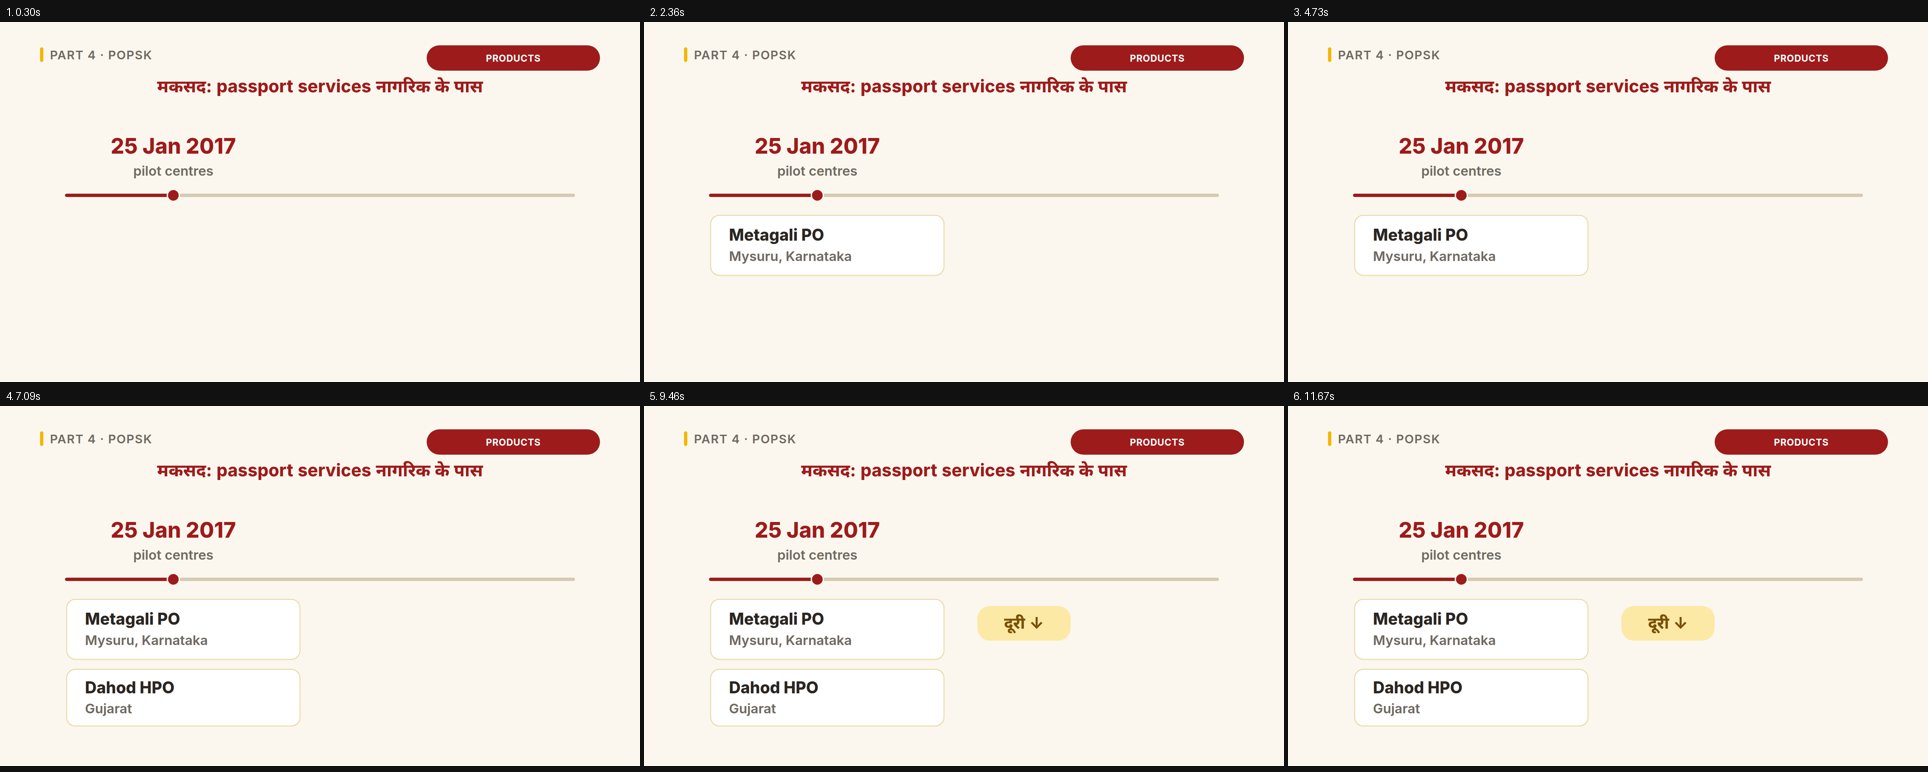 1. 0.30s
PART 4 · POPSK
PRODUCTS
मकसद: passport services नागरिक के पास
25 Jan 2017
pilot centres
2. 2.36s
PART 4 · POPSK
PRODUCTS
मकसद: passport services नागरिक के पास
25 Jan 2017
pilot centres
Metagali PO
Mysuru, Karnataka
3. 4.73s
PART 4 · POPSK
PRODUCTS
मकसद: passport services नागरिक के पास
25 Jan 2017
pilot centres
Metagali PO
Mysuru, Karnataka
4. 7.09s
PART 4 · POPSK
PRODUCTS
मकसद: passport services नागरिक के पास
25 Jan 2017
pilot centres
Metagali PO
Mysuru, Karnataka
Dahod HPO
Gujarat
5. 9.46s
PART 4 · POPSK
PRODUCTS
मकसद: passport services नागरिक के पास
25 Jan 2017
pilot centres
Metagali PO
Mysuru, Karnataka
दूरी ↓
Dahod HPO
Gujarat
6. 11.67s
PART 4 · POPSK
PRODUCTS
मकसद: passport services नागरिक के पास
25 Jan 2017
pilot centres
Metagali PO
Mysuru, Karnataka
दूरी ↓
Dahod HPO
Gujarat